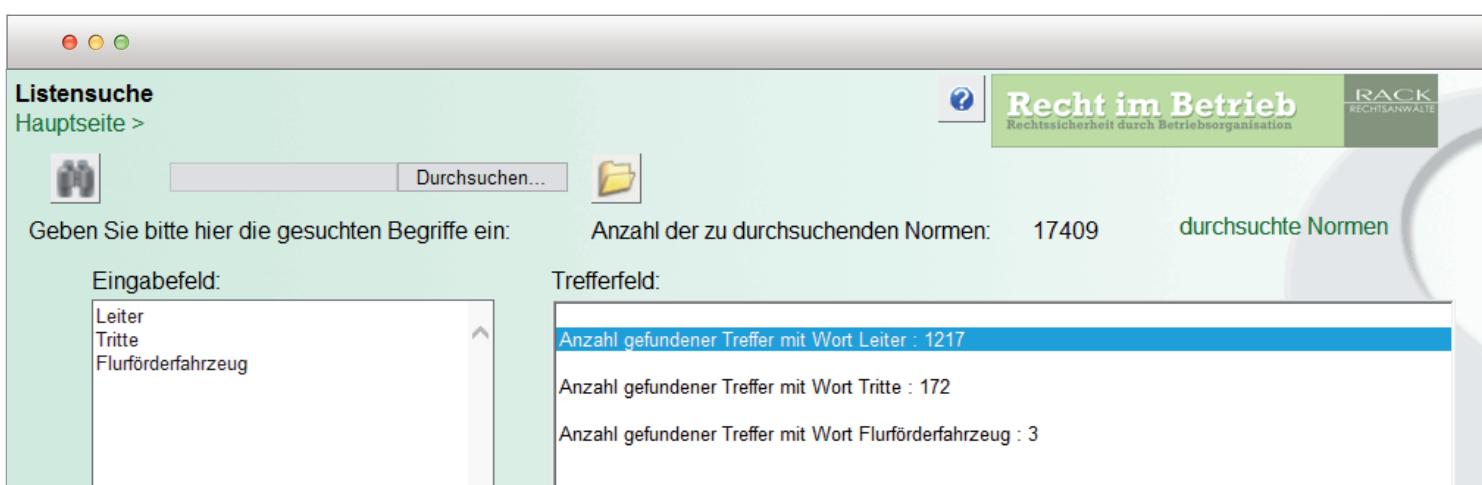 Listensuche
Hauptseite >
Recht im Betrieb
Rechtssicherheit durch Betriebsorganisation
RACK
RECHTSANWÄLTE
Durchsuchen...
Geben Sie bitte hier die gesuchten Begriffe ein:
Anzahl der zu durchsuchenden Normen: 17409
durchsuchte Normen
Eingabefeld:
Leiter
Tritte
Flurförderfahrzeug
Trefferfeld:
Anzahl gefundener Treffer mit Wort Leiter : 1217
Anzahl gefundener Treffer mit Wort Tritte : 172
Anzahl gefundener Treffer mit Wort Flurförderfahrzeug : 3